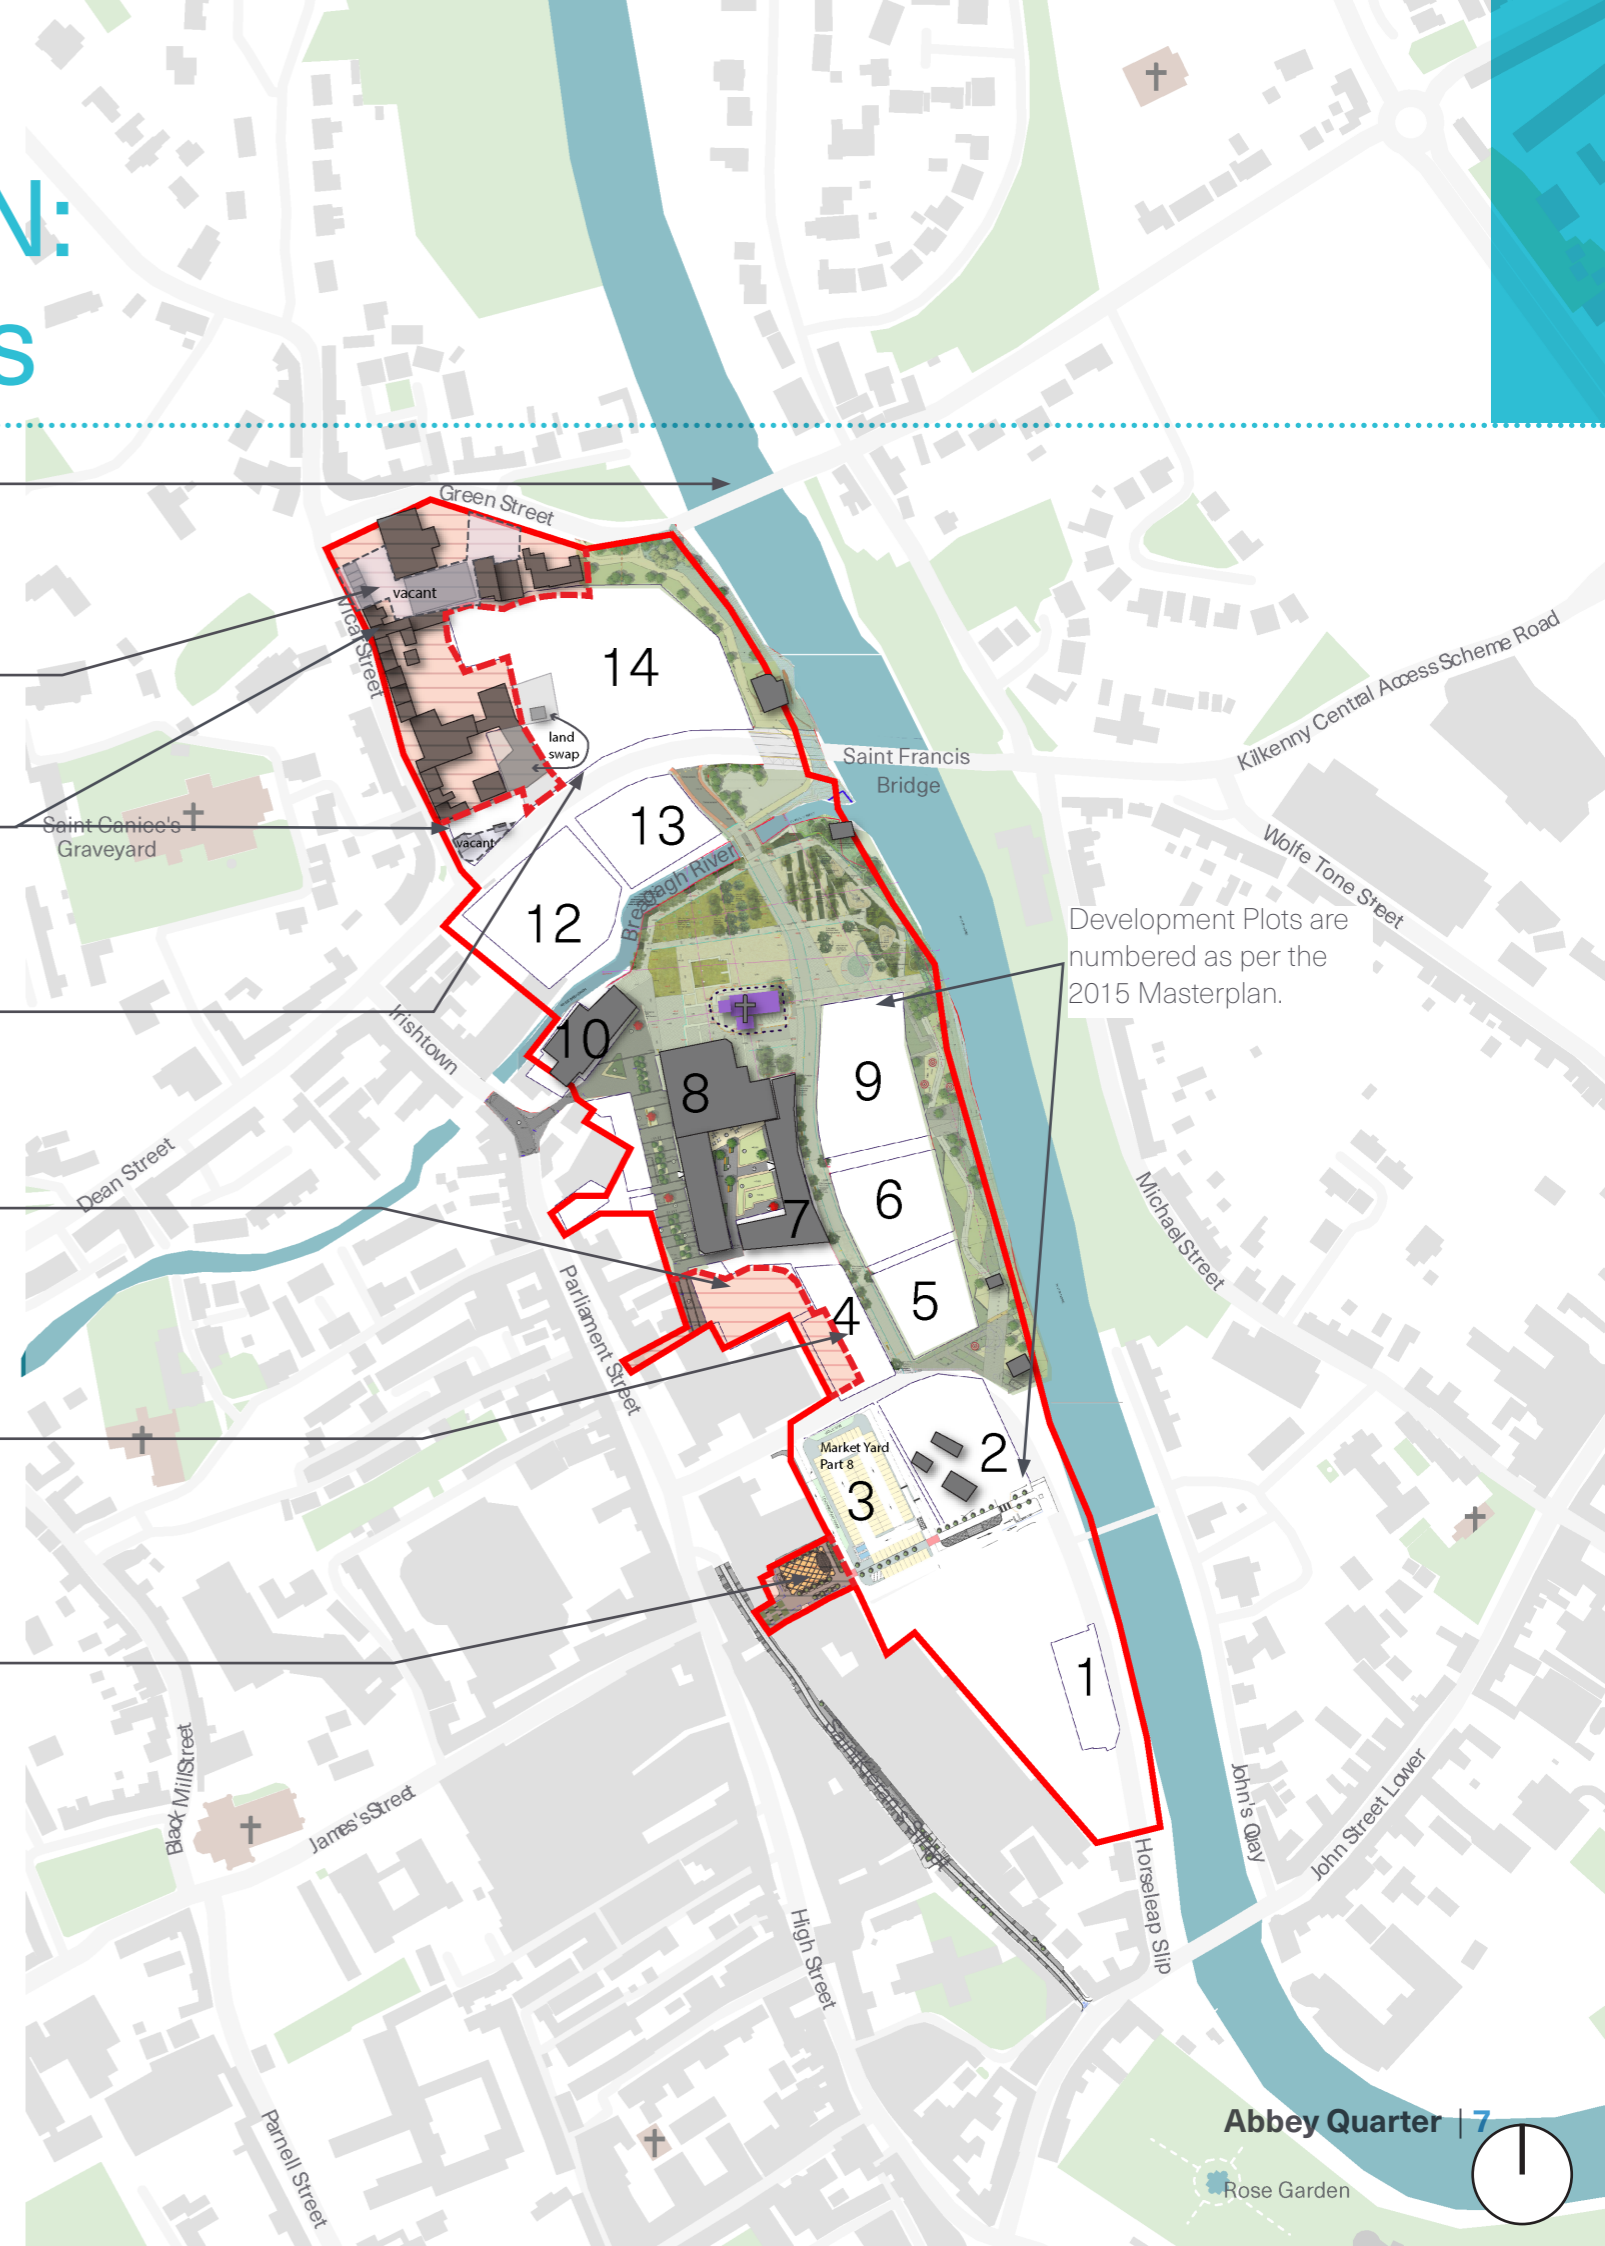 N:
s
Green Street
vacant
Vicar Street
14
land
swap
Saint Francis
Bridge
Kilkenny Central Access Scheme Road
Saint Canice's
Graveyard
vacant
13
Breagagh River
Wolfe Tone Street
12
Development Plots are
numbered as per the
2015 Masterplan.
Irishtown
10
8
9
Dean Street
6
7
Michael Street
Parliament Street
5
4
Market Yard
Part 8
2
3
1
Black Mill Street
James's Street
John's Quay
John Street Lower
Horseleap Slip
High Street
Parnell Street
Abbey Quarter | 7
Rose Garden